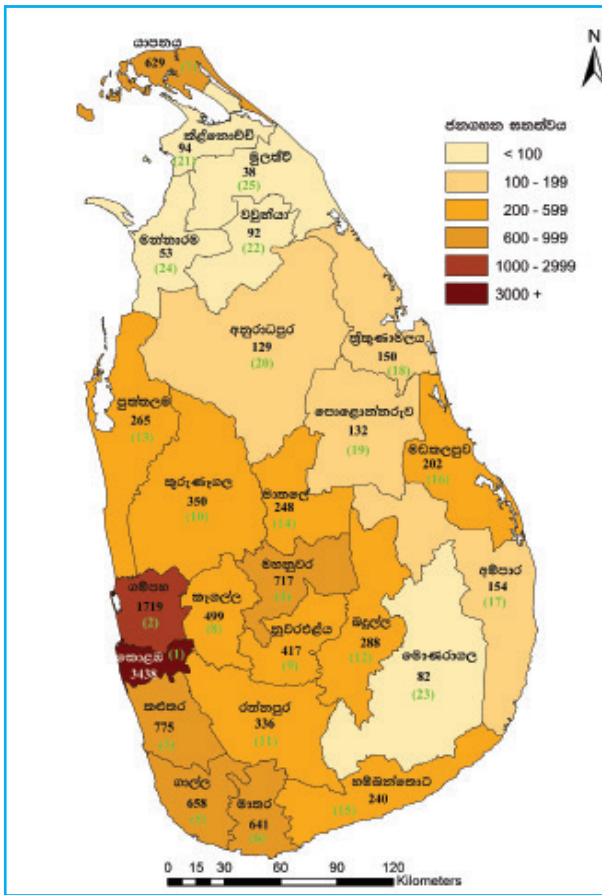 යාපනය
629 (7)
N
කිළිනොච්චි
94
(21)
මුලතිව්
38
(25)
වවුනියා
92
(22)
මන්නාරම
53
(24)
ජනගහන ඝනත්වය
< 100
100 - 199
200 - 599
600 - 999
1000 - 2999
3000 +
අනුරාධපුර
129
(20)
ත්‍රිකුණාමලය
150
(18)
පුත්තලම
265
(13)
පොළොන්නරුව
132
(19)
මඩකලපුව
202
(16)
කුරුණෑගල
350
(10)
මාතලේ
248
(14)
මහනුවර
717
(4)
අම්පාර
154
(17)
ගම්පහ
1719
(2)
කෑගල්ල
499
(8)
නුවරඑළිය
417
(9)
බදුල්ල
288
(12)
මොණරාගල
82
(23)
කොළඹ (1)
3438
කළුතර
775
(3)
රත්නපුර
336
(11)
ගාල්ල
658
(5)
මාතර
641
(6)
හම්බන්තොට
(15) 240
0 15 30 60 90 120
Kilometers